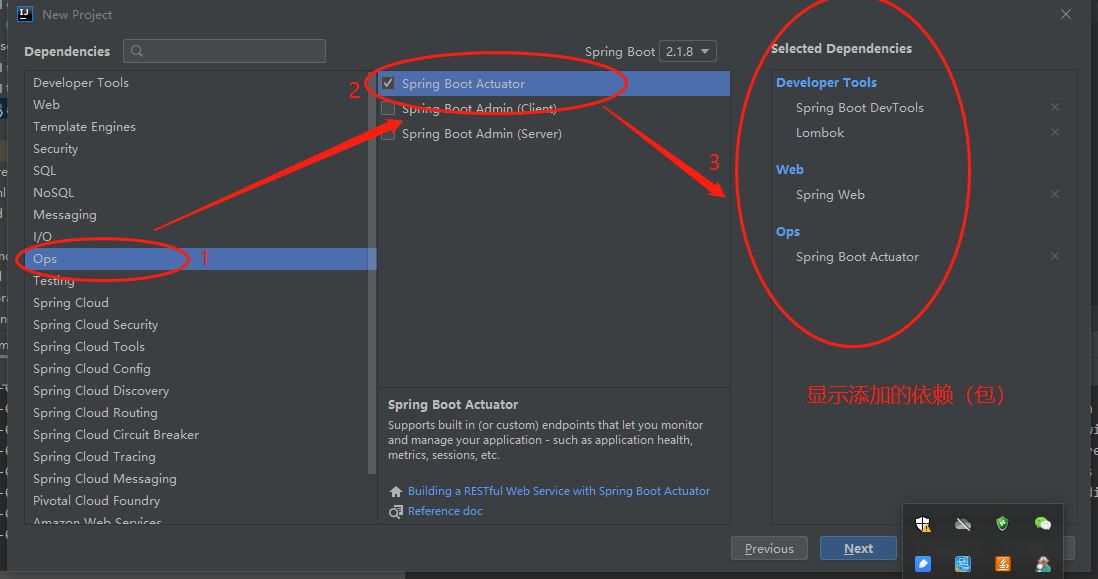 New Project
Dependencies
Spring Boot 2.1.8
Selected Dependencies
Developer Tools
Web
Template Engines
Security
SQL
NoSQL
Messaging
I/O
Ops
Testing
Spring Cloud
Spring Cloud Security
Spring Cloud Tools
Spring Cloud Config
Spring Cloud Discovery
Spring Cloud Routing
Spring Cloud Circuit Breaker
Spring Cloud Tracing
Spring Cloud Messaging
Pivotal Cloud Foundry
Amazon Web Services
1
2
Spring Boot Actuator
Spring Boot Admin (Client)
Spring Boot Admin (Server)
3
Spring Boot Actuator
Supports built in (or custom) endpoints that let you monitor
and manage your application - such as application health,
metrics, sessions, etc.
Building a RESTful Web Service with Spring Boot Actuator
Reference doc
Developer Tools
Spring Boot DevTools
Lombok
Web
Spring Web
Ops
Spring Boot Actuator
显示添加的依赖（包）
Previous
Next